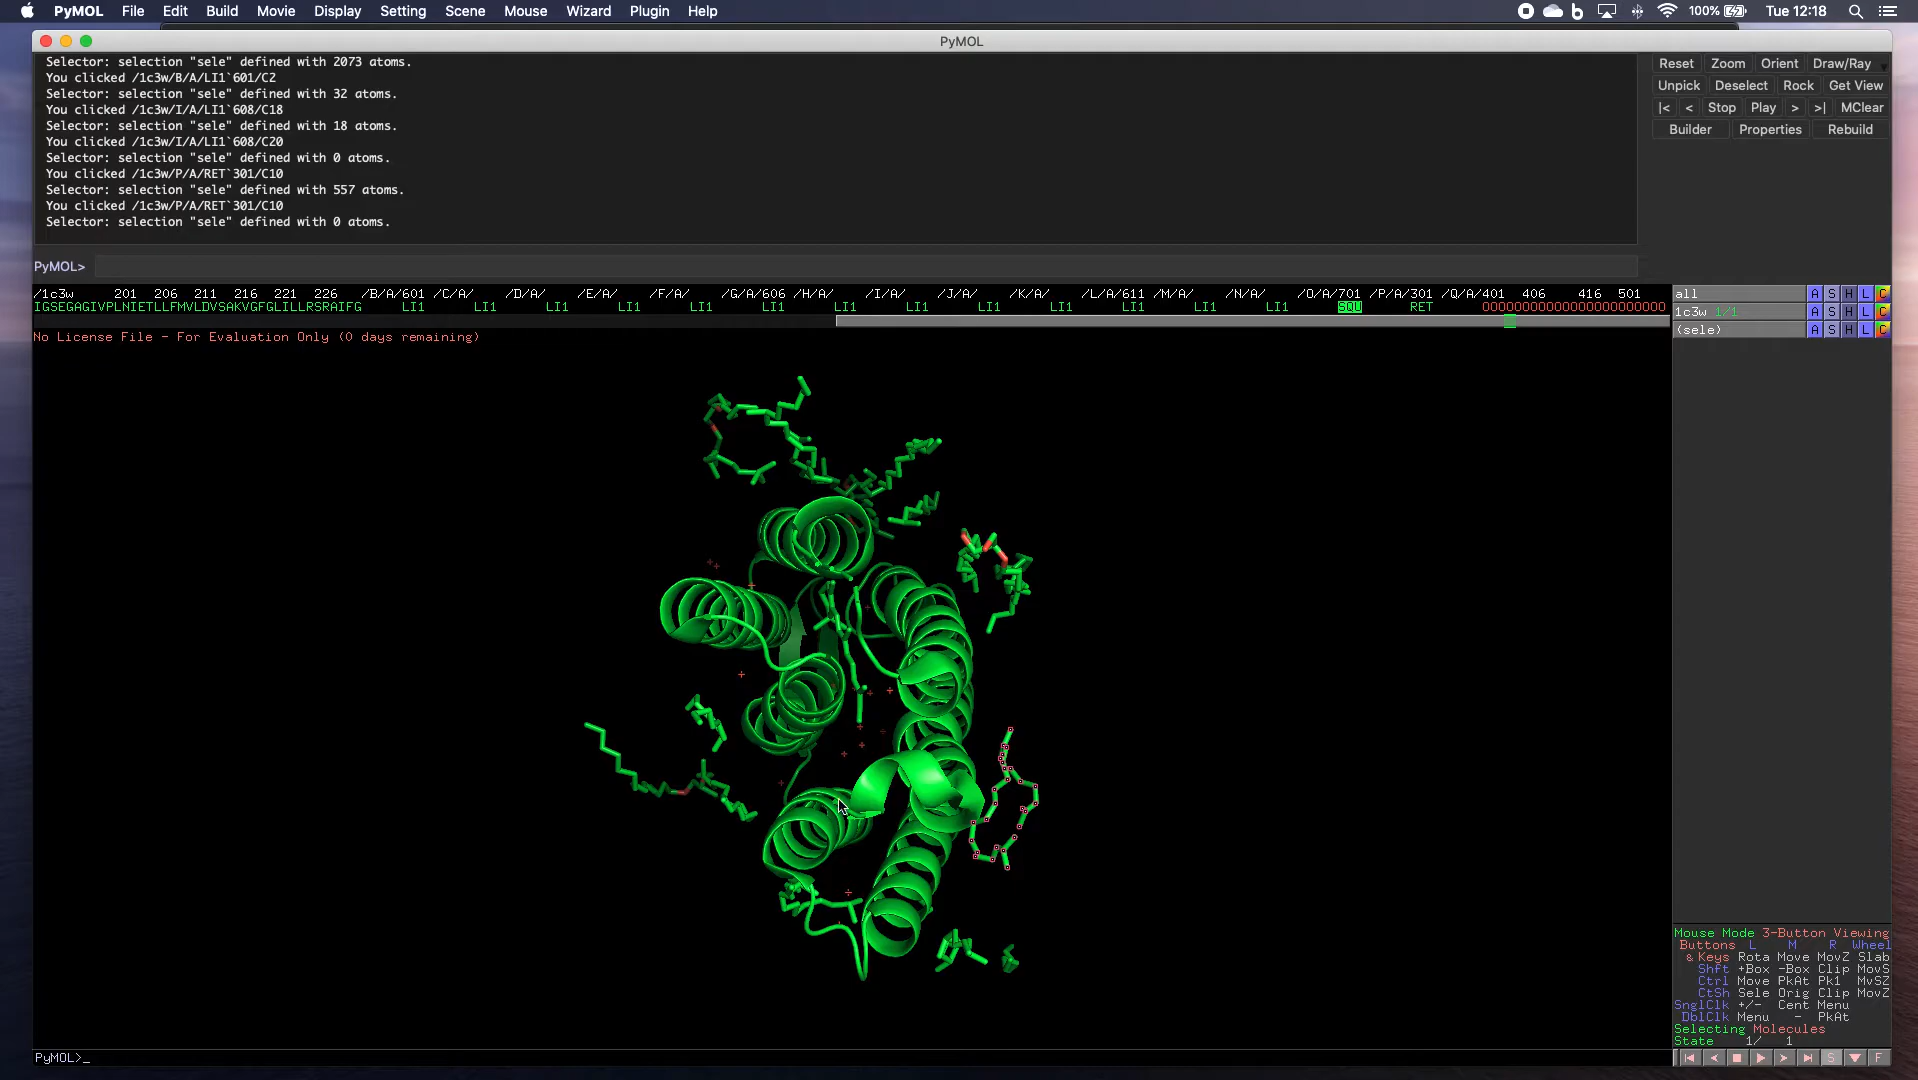 PyMOL File Edit Build Movie Display Setting Scene Mouse Wizard Plugin Help 100% Tue 12:18
PyMOL
Selector: selection "sele" defined with 2073 atoms.
You clicked /1c3w/B/A/LI1`601/C2
Selector: selection "sele" defined with 32 atoms.
You clicked /1c3w/I/A/LI1`608/C18
Selector: selection "sele" defined with 18 atoms.
You clicked /1c3w/I/A/LI1`608/C20
Selector: selection "sele" defined with 0 atoms.
You clicked /1c3w/P/A/RET`301/C10
Selector: selection "sele" defined with 557 atoms.
You clicked /1c3w/P/A/RET`301/C10
Selector: selection "sele" defined with 0 atoms.
Reset Zoom Orient Draw/Ray
Unpick Deselect Rock Get View
|< < Stop Play > >| MClear
Builder Properties Rebuild
PyMOL>
/1c3w 201 206 211 216 221 226 /B/A/601 /C/A/ /D/A/ /E/A/ /F/A/ /G/A/606 /H/A/ /I/A/ /J/A/ /K/A/ /L/A/611 /M/A/ /N/A/ /O/A/701 /P/A/301 /Q/A/401 406 416 501
IGSEGAGIVPLNIETLLFMVLDVSAKVGFGLILLRSRAIFG LI1 LI1 LI1 LI1 LI1 LI1 LI1 LI1 LI1 LI1 LI1 LI1 LI1 SQU RET OOOOOOOOOOOOOOOOOOOOOOO
all A S H L C
1c3w 1/1 A S H L C
(sele) A S H L C
No License File - For Evaluation Only (0 days remaining)
Mouse Mode 3-Button Viewing
Buttons L M R Wheel
& Keys Rota Move MovZ Slab
Shft +Box -Box Clip MovS
Ctrl Move PkAt Pk1 MvSZ
CtSh Sele Orig Clip MovZ
SnglClk +/- Cent Menu
DblClk Menu - PkAt
Selecting Molecules
State 1/ 1
PyMOL>_
S F